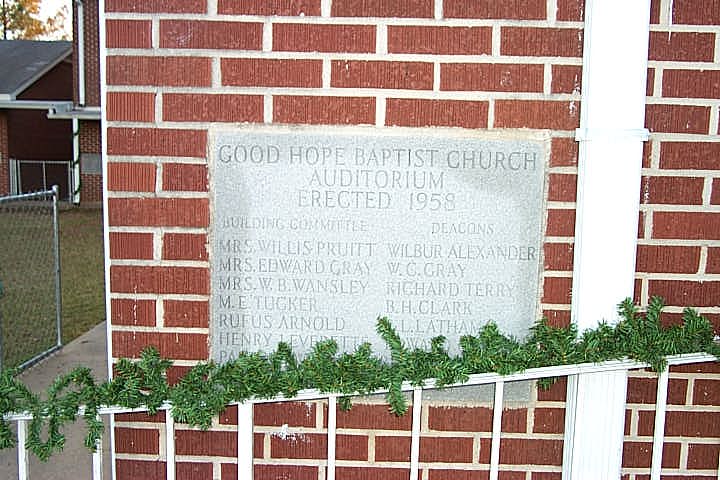 GOOD HOPE BAPTIST CHURCH
AUDITORIUM
ERECTED 1958
BUILDING COMMITTEE DEACONS
MRS. WILLIS PRUITT WILBUR ALEXANDER
MRS. EDWARD GRAY W. C. GRAY
MRS. W. B. WANSLEY RICHARD TERRY
M. E. TUCKER B. H. CLARK
RUFUS ARNOLD L. LATHAM
HENRY